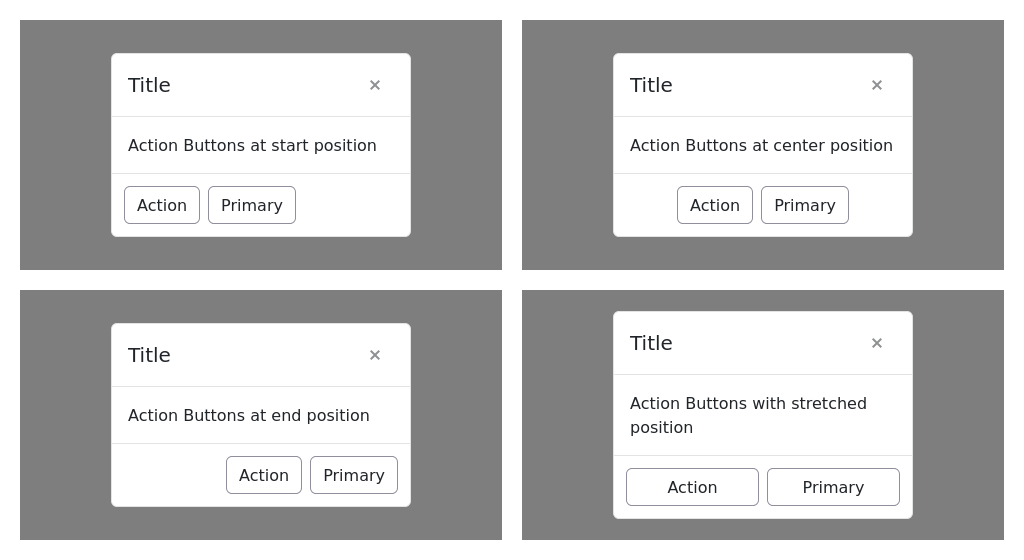 Title ×
Action Buttons at start position
Action Primary
Title ×
Action Buttons at center position
Action Primary
Title ×
Action Buttons at end position
Action Primary
Title ×
Action Buttons with stretched
position
Action Primary